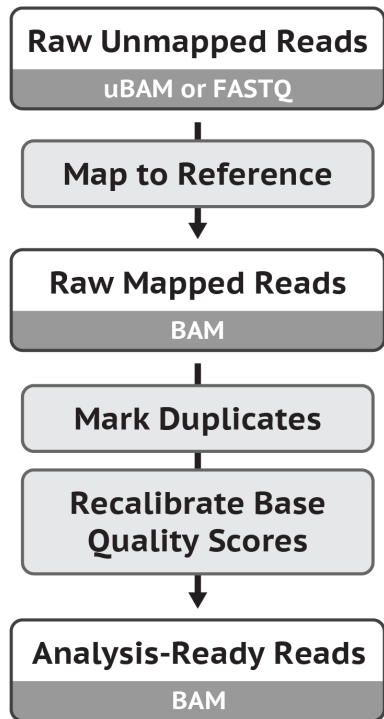 Raw Unmapped Reads
uBAM or FASTQ
Map to Reference
Raw Mapped Reads
BAM
Mark Duplicates
Recalibrate Base
Quality Scores
Analysis-Ready Reads
BAM